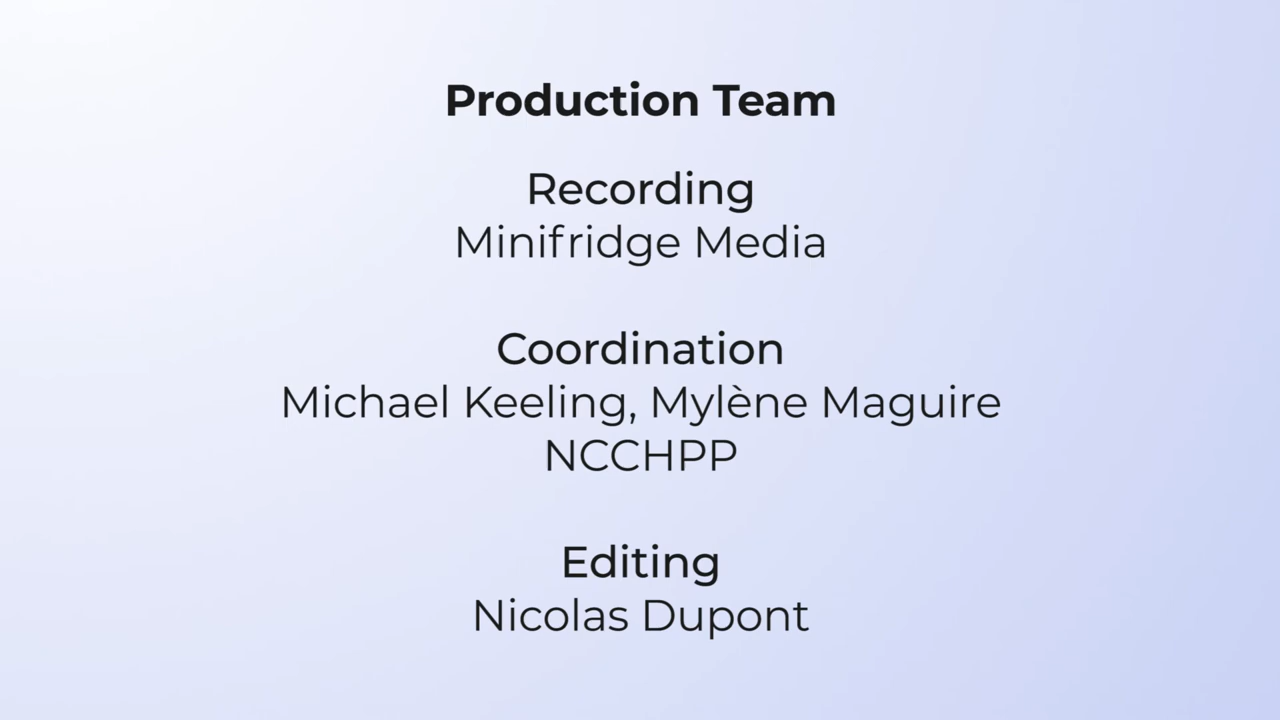 Production Team
Recording
Minifridge Media
Coordination
Michael Keeling, Mylène Maguire
NCCHPP
Editing
Nicolas Dupont